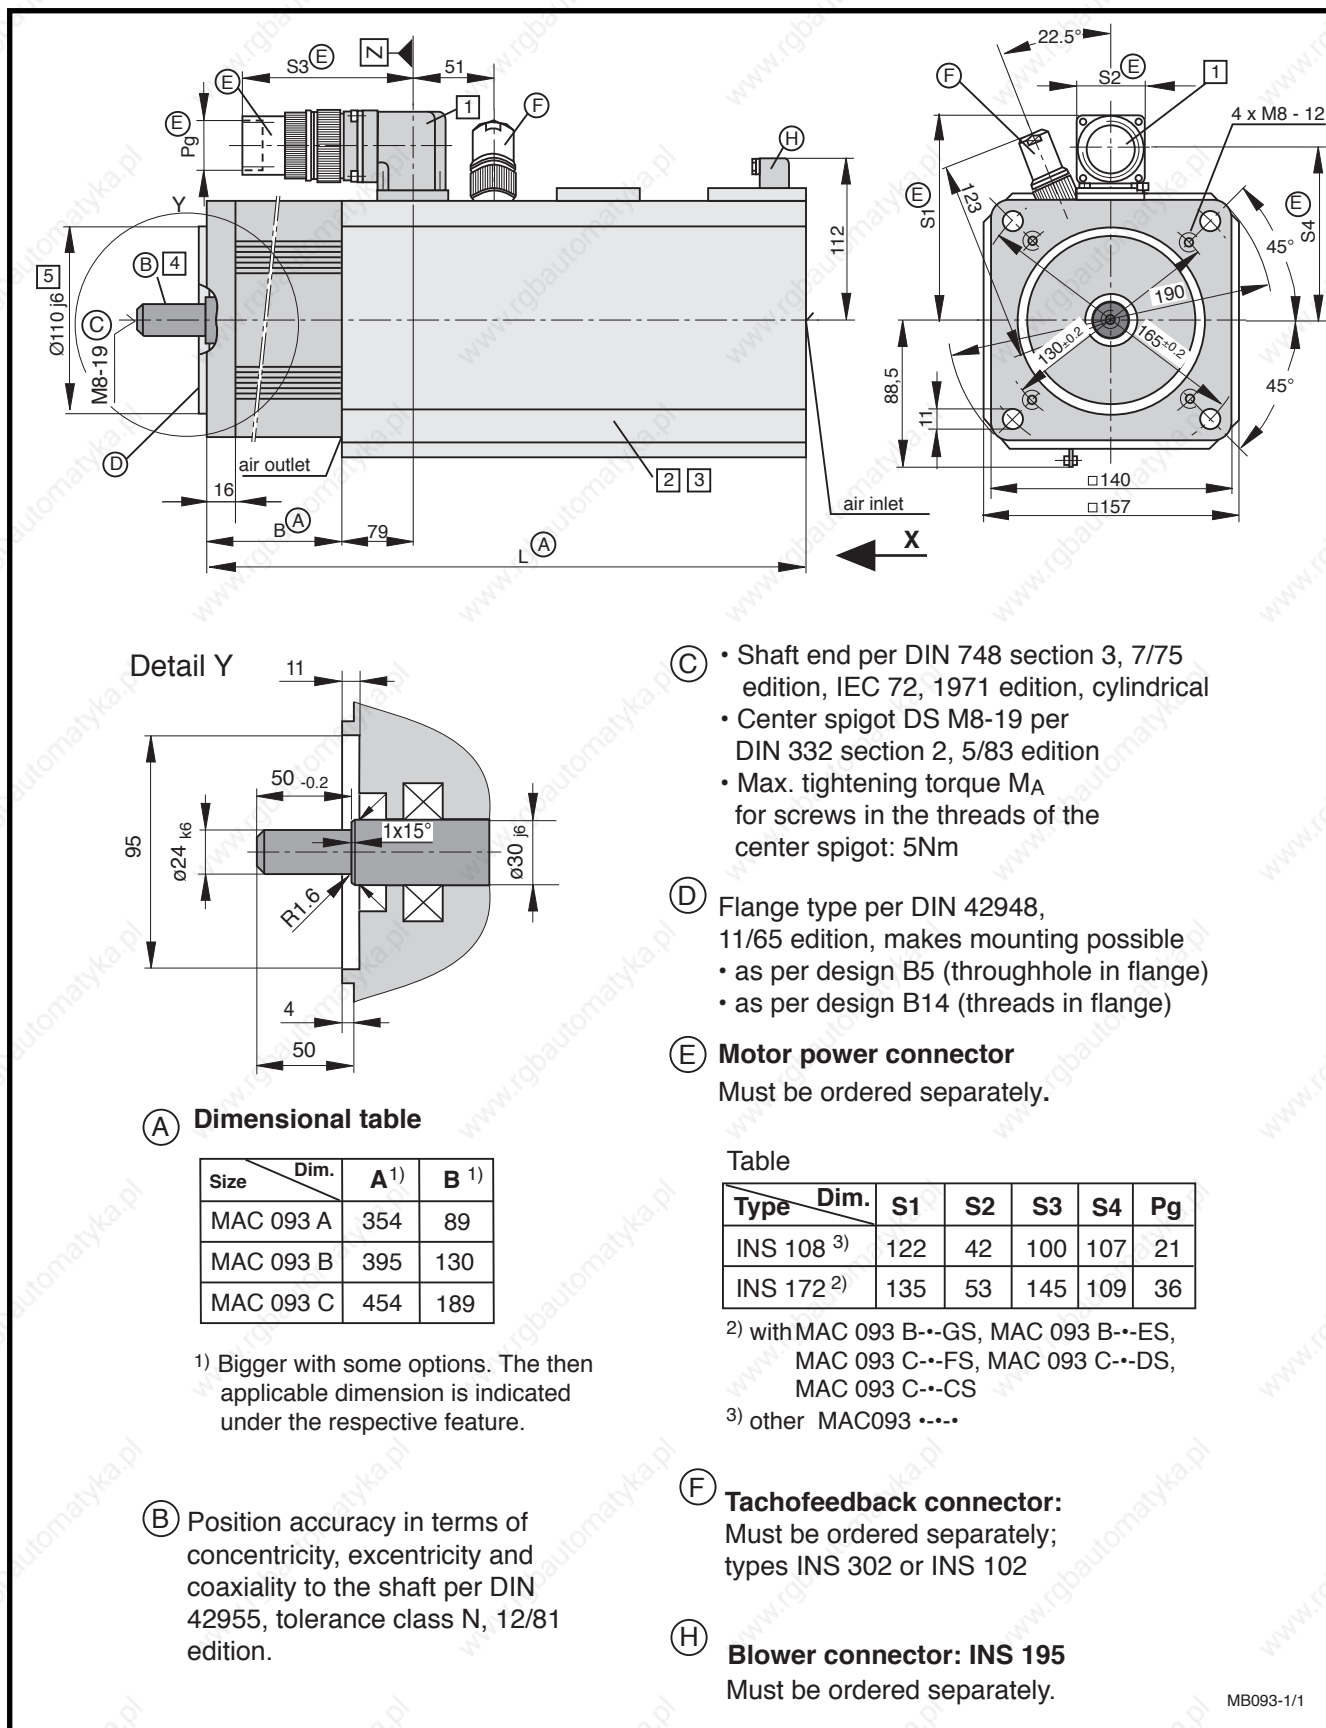 S3 E
Z
51
E
E
Pg
1
F
H
Y
112
B 4
5
Ø110 j6
M8-19 C
D
air outlet
2 3
16
B A
79
L A
air inlet
X
22.5°
F
S2 E
1
4 x M8 - 12
E
S1
123
E
S4
45°
190
130±0.2
165±0.2
88,5
11
45°
□140
□157
Detail Y
11
50 -0.2
1x15°
95
ø24 k6
ø30 j6
R1.6
4
50
C • Shaft end per DIN 748 section 3, 7/75
edition, IEC 72, 1971 edition, cylindrical
• Center spigot DS M8-19 per
DIN 332 section 2, 5/83 edition
• Max. tightening torque MA
for screws in the threads of the
center spigot: 5Nm
D Flange type per DIN 42948,
11/65 edition, makes mounting possible
• as per design B5 (throughhole in flange)
• as per design B14 (threads in flange)
E Motor power connector
Must be ordered separately.
A Dimensional table
Size Dim. A 1) B 1)
MAC 093 A 354 89
MAC 093 B 395 130
MAC 093 C 454 189
1) Bigger with some options. The then
applicable dimension is indicated
under the respective feature.
Table
Type Dim. S1 S2 S3 S4 Pg
INS 108 3) 122 42 100 107 21
INS 172 2) 135 53 145 109 36
2) with MAC 093 B-•-GS, MAC 093 B-•-ES,
MAC 093 C-•-FS, MAC 093 C-•-DS,
MAC 093 C-•-CS
3) other MAC093 •-•-•
B Position accuracy in terms of
concentricity, excentricity and
coaxiality to the shaft per DIN
42955, tolerance class N, 12/81
edition.
F Tachofeedback connector:
Must be ordered separately;
types INS 302 or INS 102
H Blower connector: INS 195
Must be ordered separately.
MB093-1/1
www.rgbautomatyka.pl